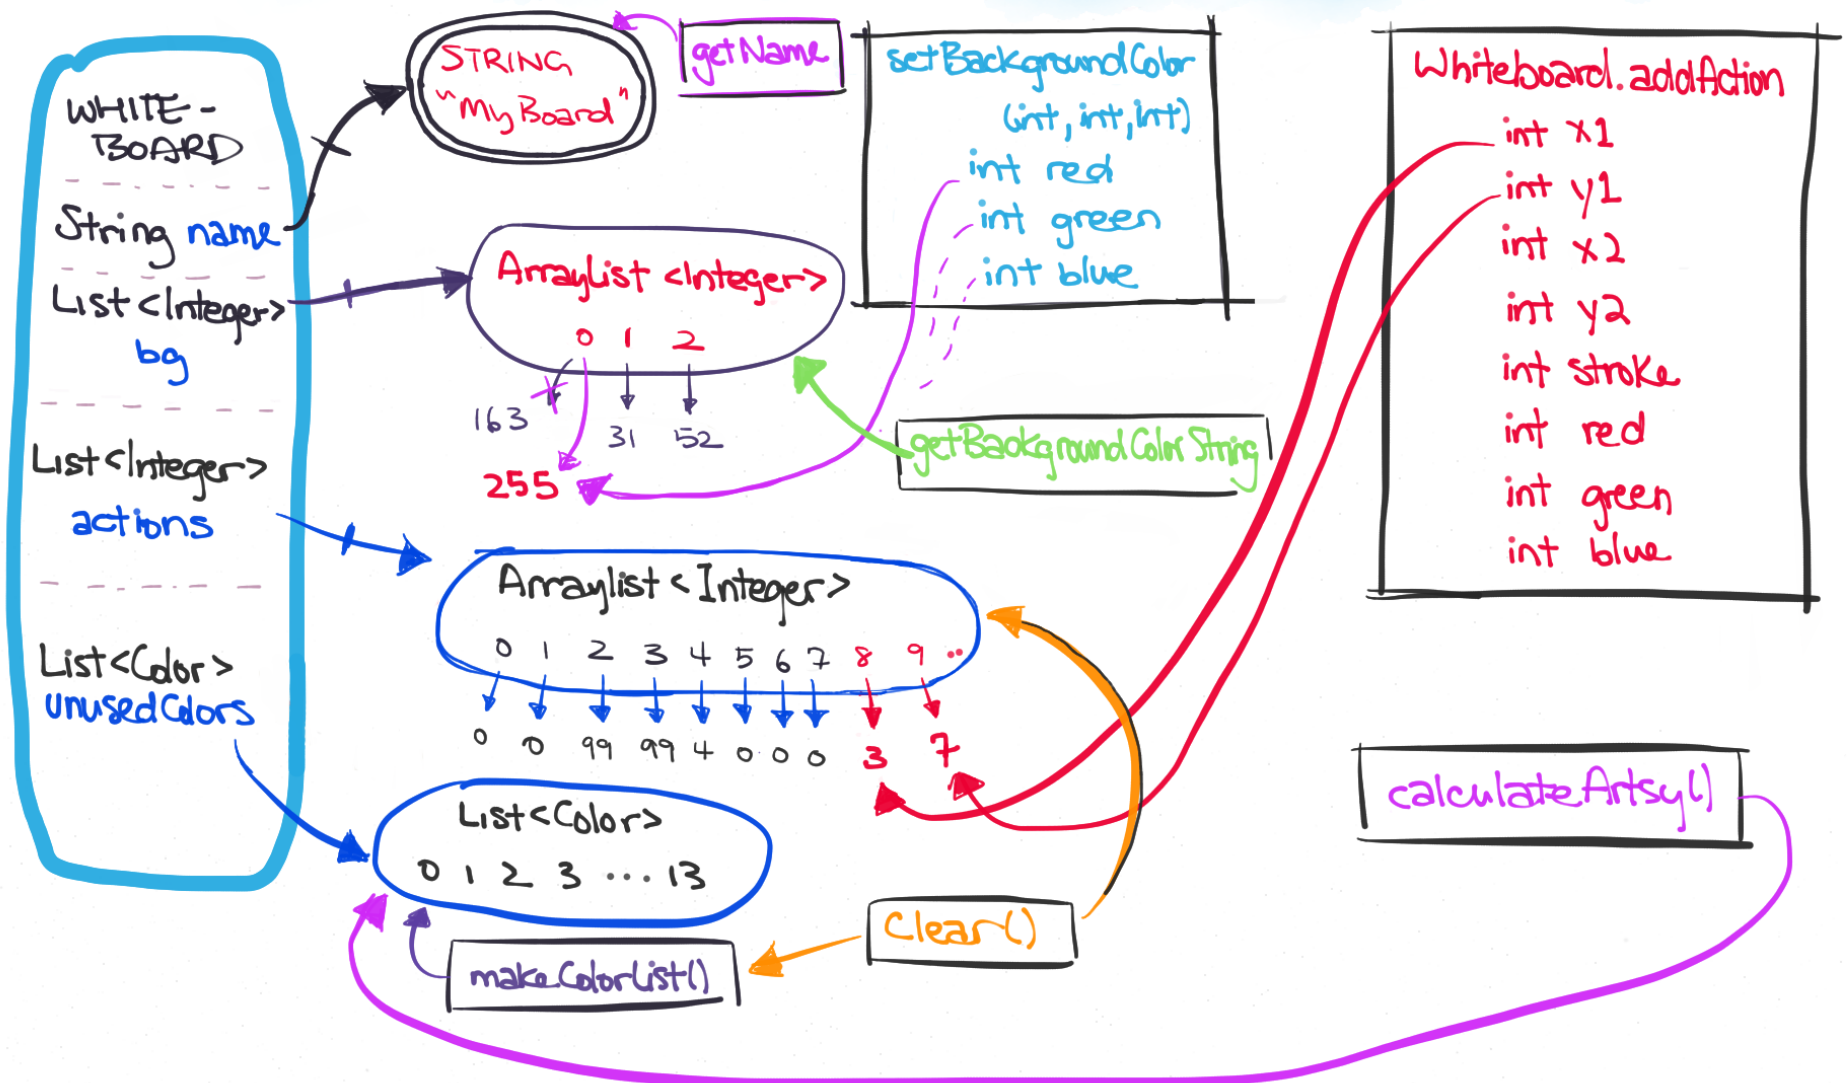 WHITE-
BOARD
String name
List<Integer>
bg
List<Integer>
actions
List<Color>
unusedColors
STRING
"My Board"
getName
setBackgroundColor
(int, int, int)
int red
int green
int blue
Whiteboard.addAction
int x1
int y1
int x2
int y2
int stroke
int red
int green
int blue
ArrayList <Integer>
0 1 2
163 31 52
255
getBackgroundColorString
Arraylist<Integer>
0 1 2 3 4 5 6 7 8 9 ..
0 0 99 99 4 0 0 0 3 7
List<Color>
0 1 2 3 ... 13
makeColorList()
Clear()
calculateArtsy()